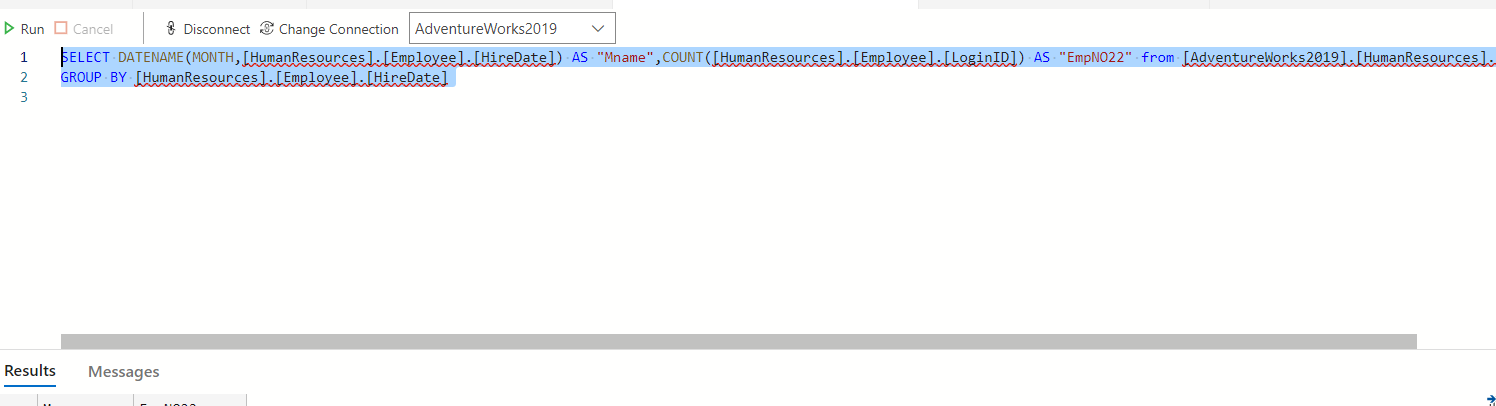 Run Cancel Disconnect Change Connection AdventureWorks2019
1 SELECT DATENAME(MONTH,[HumanResources].[Employee].[HireDate]) AS "Mname",COUNT([HumanResources].[Employee].[LoginID]) AS "EmpNO22" from [AdventureWorks2019].[HumanResources].
2 GROUP BY [HumanResources].[Employee].[HireDate]
3
Results Messages